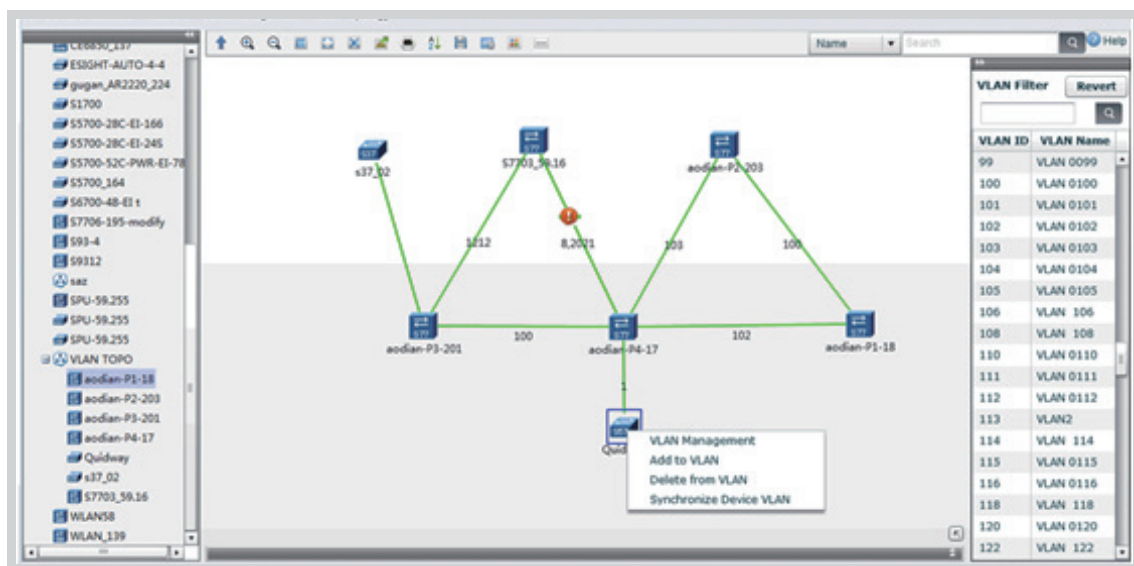 Name
Search
Help
CE6850_137
ESIGHT-AUTO-4-4
gugan_AR2220_224
S1700
S5700-28C-EI-166
S5700-28C-EI-24S
S5700-52C-PWR-EI-78
S5700_164
S6700-48-EI t
S7706-195-modify
S93-4
S9312
saz
SPU-59.255
SPU-59.255
SPU-59.255
VLAN TOPO
aodian-P1-18
aodian-P2-203
aodian-P3-201
aodian-P4-17
Quidway
s37_02
S7703_59.16
WLAN58
WLAN_139
S37
s37_02
S77
S7703_59.16
S77
aodian-P2-203
1212
8,2021
103
100
S77
aodian-P3-201
100
S77
aodian-P4-17
102
S77
aodian-P1-18
1
VLAN Management
Add to VLAN
Delete from VLAN
Synchronize Device VLAN
VLAN Filter
Revert
VLAN ID VLAN Name
99 VLAN 0099
100 VLAN 0100
101 VLAN 0101
102 VLAN 0102
103 VLAN 0103
104 VLAN 0104
105 VLAN 0105
106 VLAN 106
108 VLAN 108
110 VLAN 0110
111 VLAN 0111
112 VLAN 0112
113 VLAN2
114 VLAN 114
115 VLAN 0115
116 VLAN 0116
118 VLAN 118
120 VLAN 0120
122 VLAN 122